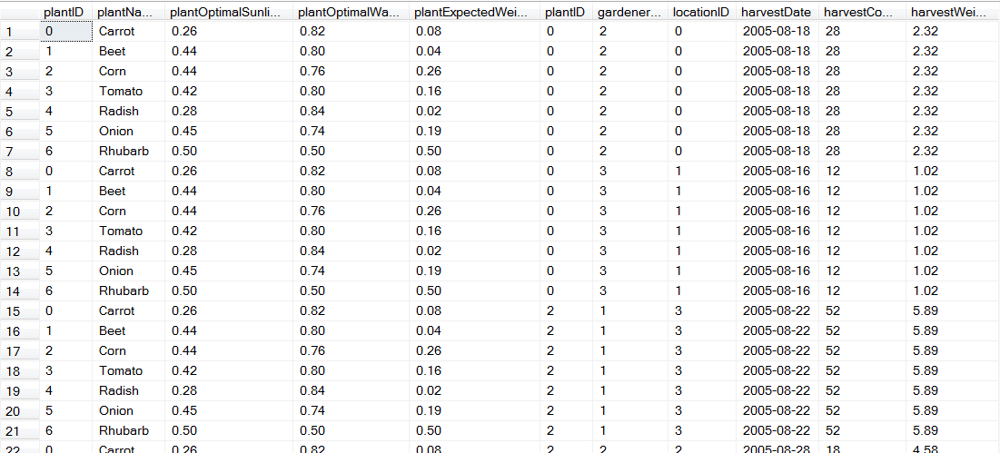 plantID plantNa... plantOptimalSunli... plantOptimalWa... plantExpectedWei... plantID gardener... locationID harvestDate harvestCo... harvestWei...
1 0 Carrot 0.26 0.82 0.08 0 2 0 2005-08-18 28 2.32
2 1 Beet 0.44 0.80 0.04 0 2 0 2005-08-18 28 2.32
3 2 Corn 0.44 0.76 0.26 0 2 0 2005-08-18 28 2.32
4 3 Tomato 0.42 0.80 0.16 0 2 0 2005-08-18 28 2.32
5 4 Radish 0.28 0.84 0.02 0 2 0 2005-08-18 28 2.32
6 5 Onion 0.45 0.74 0.19 0 2 0 2005-08-18 28 2.32
7 6 Rhubarb 0.50 0.50 0.50 0 2 0 2005-08-18 28 2.32
8 0 Carrot 0.26 0.82 0.08 0 3 1 2005-08-16 12 1.02
9 1 Beet 0.44 0.80 0.04 0 3 1 2005-08-16 12 1.02
10 2 Corn 0.44 0.76 0.26 0 3 1 2005-08-16 12 1.02
11 3 Tomato 0.42 0.80 0.16 0 3 1 2005-08-16 12 1.02
12 4 Radish 0.28 0.84 0.02 0 3 1 2005-08-16 12 1.02
13 5 Onion 0.45 0.74 0.19 0 3 1 2005-08-16 12 1.02
14 6 Rhubarb 0.50 0.50 0.50 0 3 1 2005-08-16 12 1.02
15 0 Carrot 0.26 0.82 0.08 2 1 3 2005-08-22 52 5.89
16 1 Beet 0.44 0.80 0.04 2 1 3 2005-08-22 52 5.89
17 2 Corn 0.44 0.76 0.26 2 1 3 2005-08-22 52 5.89
18 3 Tomato 0.42 0.80 0.16 2 1 3 2005-08-22 52 5.89
19 4 Radish 0.28 0.84 0.02 2 1 3 2005-08-22 52 5.89
20 5 Onion 0.45 0.74 0.19 2 1 3 2005-08-22 52 5.89
21 6 Rhubarb 0.50 0.50 0.50 2 1 3 2005-08-22 52 5.89
22 0 Carrot 0.26 0.82 0.08 2 2 2 2005-08-28 18 4.58